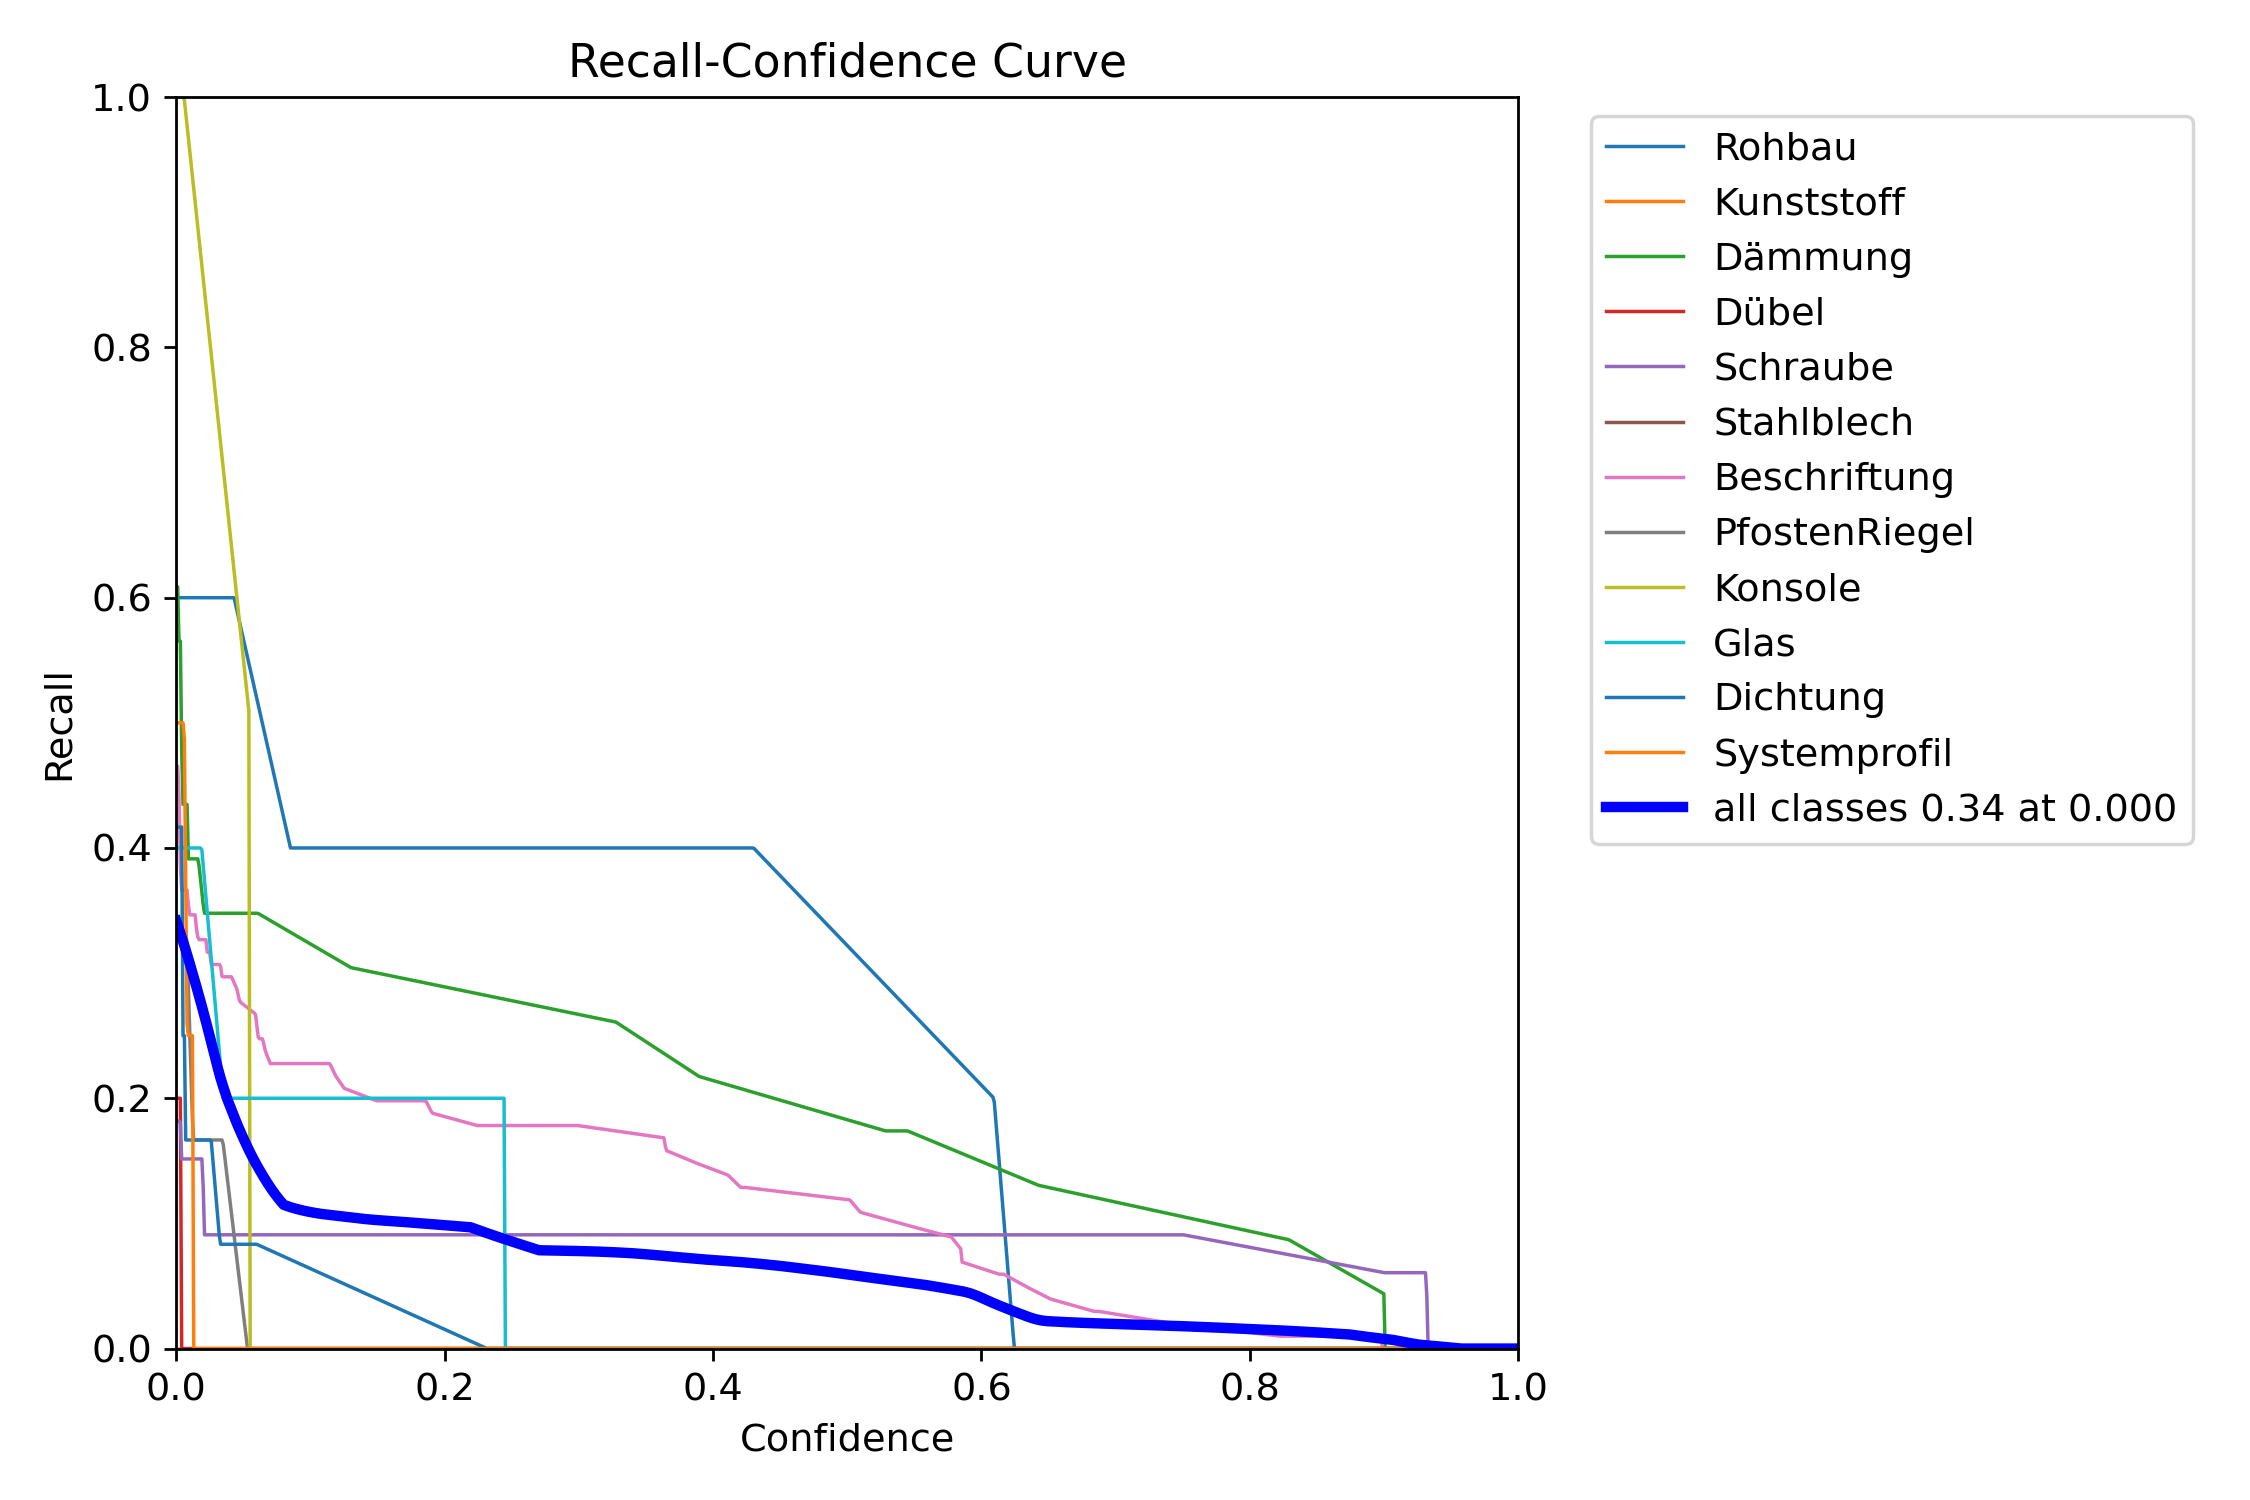 Recall-Confidence Curve
1.0
0.8
0.6
0.4
0.2
0.0
Recall
0.0 0.2 0.4 0.6 0.8 1.0
Confidence
Rohbau
Kunststoff
Dämmung
Dübel
Schraube
Stahlblech
Beschriftung
PfostenRiegel
Konsole
Glas
Dichtung
Systemprofil
all classes 0.34 at 0.000